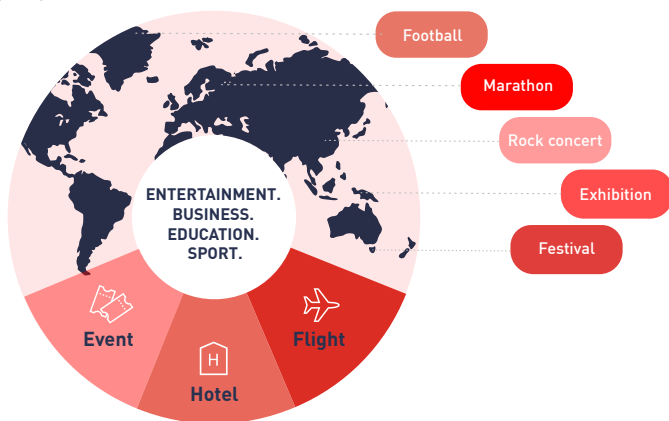 Football
Marathon
Rock concert
ENTERTAINMENT.
BUSINESS.
EDUCATION.
SPORT.
Exhibition
Festival
Event
Flight
H
Hotel